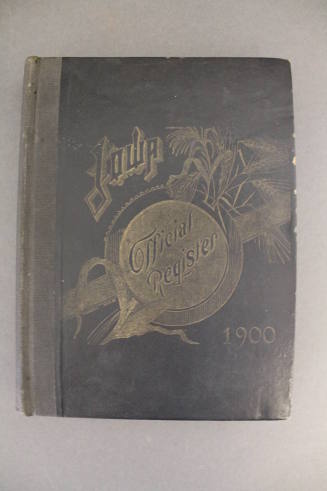 Iowa
Official
Register
1900